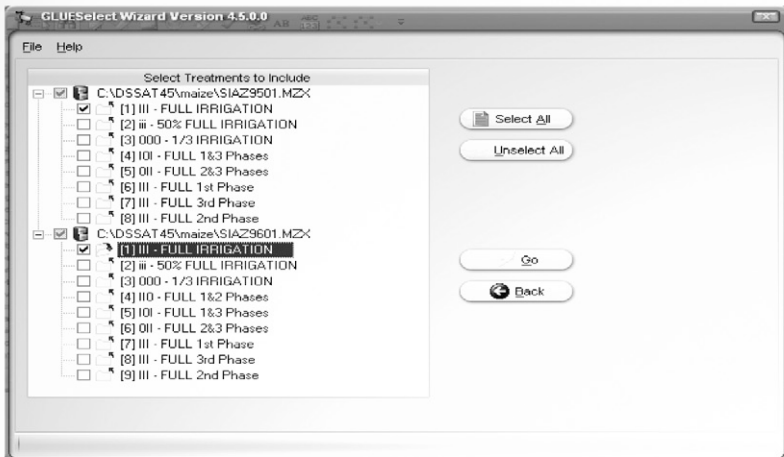 GLUESelect Wizard Version 4.5.0.0
File Help
Select Treatments to Include
C:\DSSAT45\maize\SIAZ9501.MZX
[1] III - FULL IRRIGATION
[2] iii - 50% FULL IRRIGATION
[3] 000 - 1/3 IRRIGATION
[4] I0I - FULL 1&3 Phases
[5] 0II - FULL 2&3 Phases
[6] III - FULL 1st Phase
[7] III - FULL 3rd Phase
[8] III - FULL 2nd Phase
C:\DSSAT45\maize\SIAZ9601.MZX
[1] III - FULL IRRIGATION
[2] iii - 50% FULL IRRIGATION
[3] 000 - 1/3 IRRIGATION
[4] II0 - FULL 1&2 Phases
[5] I0I - FULL 1&3 Phases
[6] 0II - FULL 2&3 Phases
[7] III - FULL 1st Phase
[8] III - FULL 3rd Phase
[9] III - FULL 2nd Phase
Select All
Unselect All
Go
Back